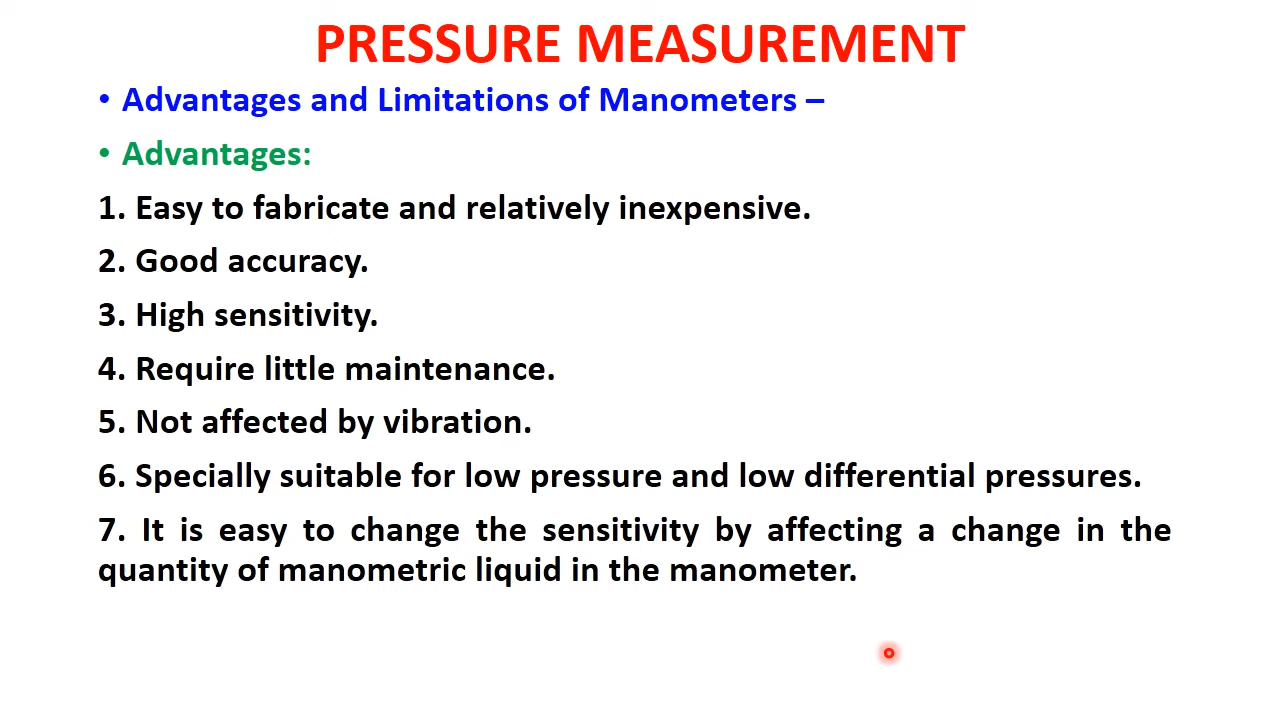 PRESSURE MEASUREMENT
• Advantages and Limitations of Manometers –
• Advantages:
1. Easy to fabricate and relatively inexpensive.
2. Good accuracy.
3. High sensitivity.
4. Require little maintenance.
5. Not affected by vibration.
6. Specially suitable for low pressure and low differential pressures.
7. It is easy to change the sensitivity by affecting a change in the
quantity of manometric liquid in the manometer.